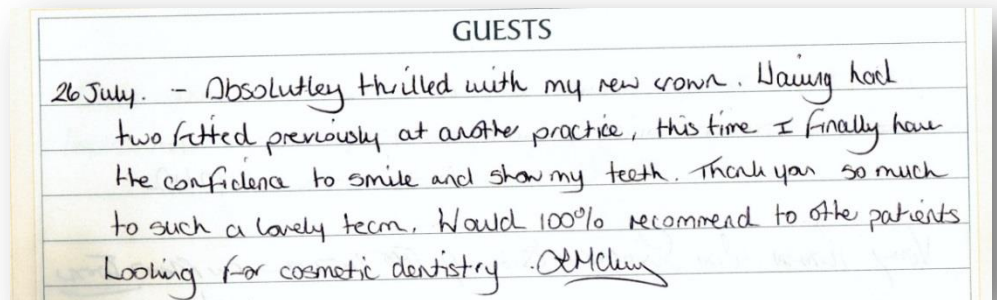 GUESTS
26 July. - Absolutley thrilled with my new crown. Having had
two fitted previously at another practice, this time I finally have
the confidence to smile and show my teeth. Thank you so much
to such a lovely team. Would 100% recommend to othe patients
Looking for cosmetic dentistry.